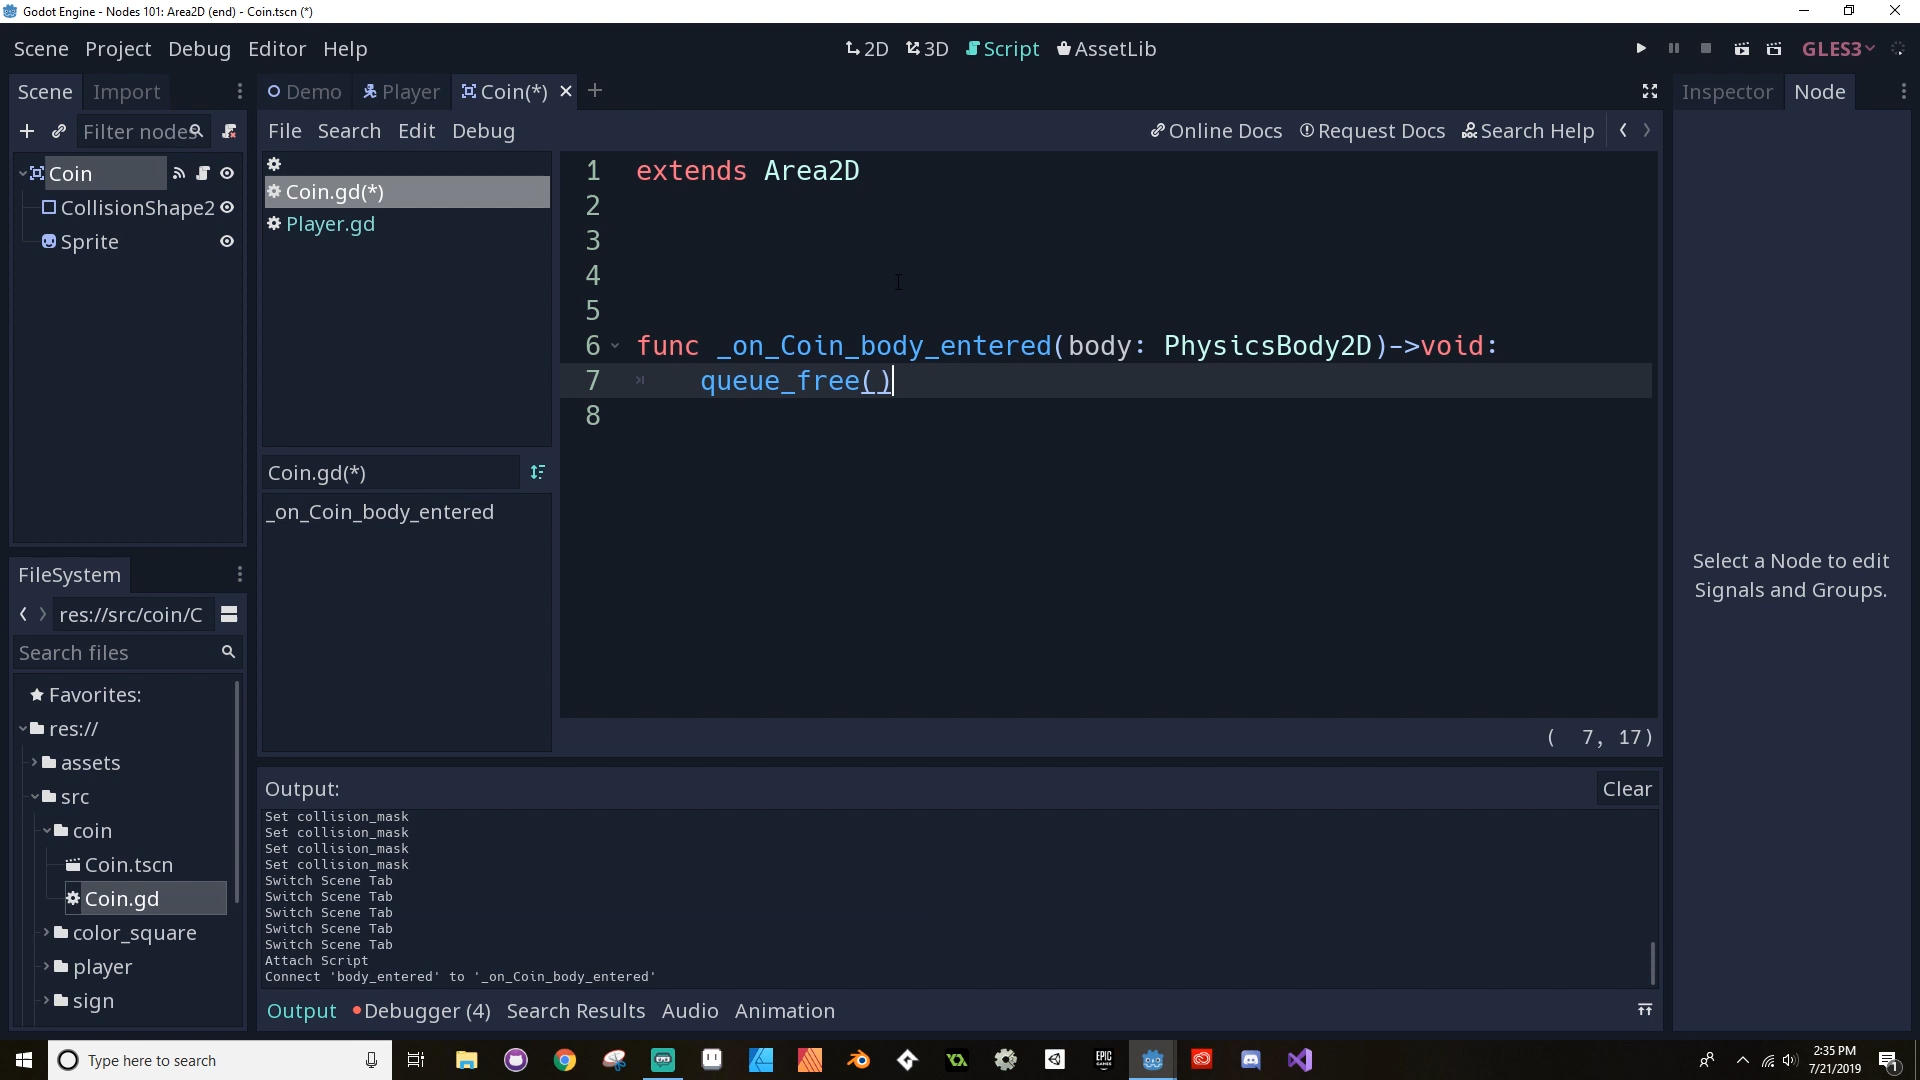 Godot Engine - Nodes 101: Area2D (end) - Coin.tscn (*)
Scene Project Debug Editor Help
2D 3D Script AssetLib
GLES3
Scene Import
Demo Player Coin(*)
Inspector Node
Filter nodes
File Search Edit Debug
Online Docs Request Docs Search Help
Coin
CollisionShape2
Sprite
Coin.gd(*)
Player.gd
Coin.gd(*)
_on_Coin_body_entered
1 extends Area2D
2
3
4
5
6 func _on_Coin_body_entered(body: PhysicsBody2D)->void:
7 queue_free()
8
( 7, 17)
Select a Node to edit
Signals and Groups.
FileSystem
res://src/coin/C
Search files
Favorites:
res://
assets
src
coin
Coin.tscn
Coin.gd
color_square
player
sign
Output:
Clear
Set collision_mask
Set collision_mask
Set collision_mask
Set collision_mask
Switch Scene Tab
Switch Scene Tab
Switch Scene Tab
Switch Scene Tab
Switch Scene Tab
Attach Script
Connect 'body_entered' to '_on_Coin_body_entered'
Output Debugger (4) Search Results Audio Animation
Type here to search
EPIC GAMES
2:35 PM
7/21/2019
1